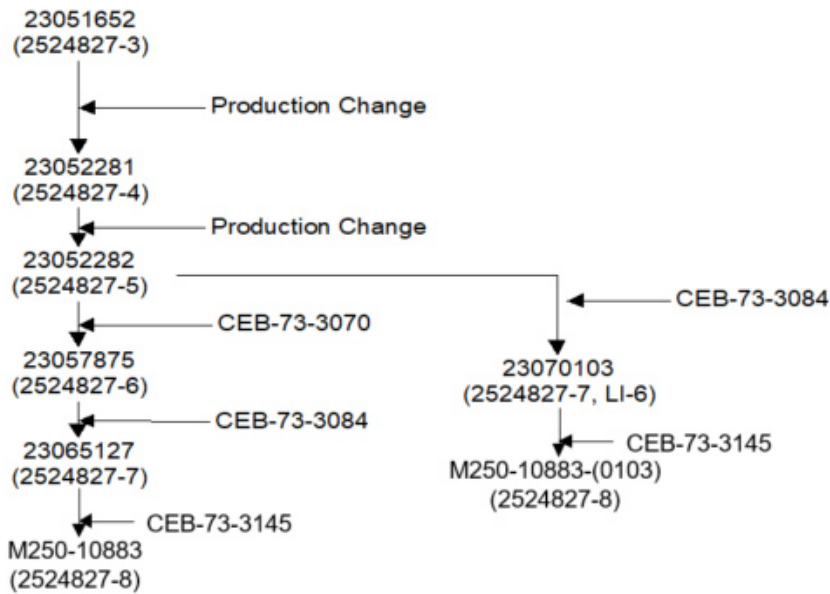 23051652
(2524827-3)
Production Change
23052281
(2524827-4)
Production Change
23052282
(2524827-5)
CEB-73-3084
CEB-73-3070
23057875
(2524827-6)
23070103
(2524827-7, LI-6)
CEB-73-3084
CEB-73-3145
23065127
(2524827-7)
M250-10883-(0103)
(2524827-8)
CEB-73-3145
M250-10883
(2524827-8)